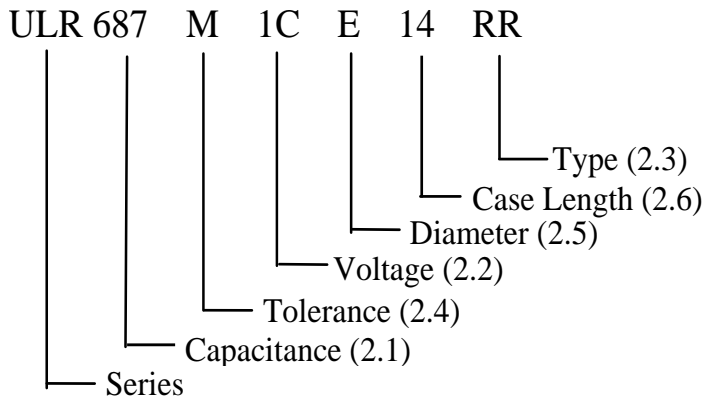 ULR 687 M 1C E 14 RR
Type (2.3)
Case Length (2.6)
Diameter (2.5)
Voltage (2.2)
Tolerance (2.4)
Capacitance (2.1)
Series